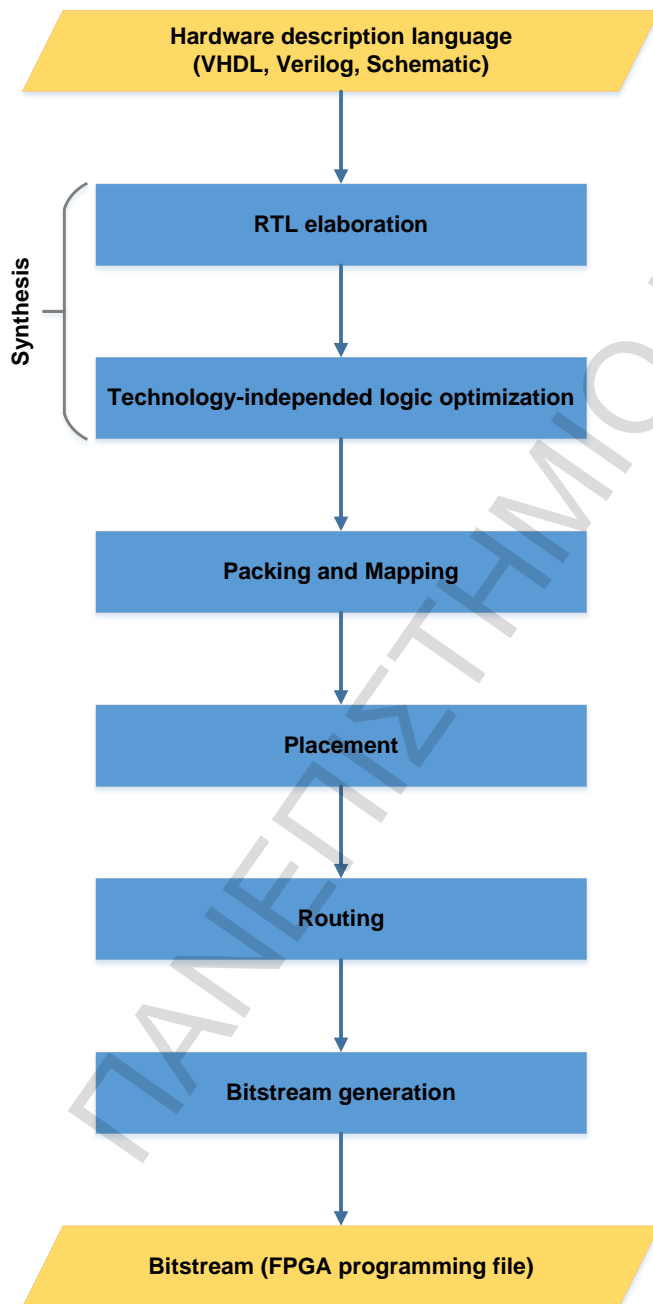 Hardware description language
(VHDL, Verilog, Schematic)
Synthesis
RTL elaboration
Technology-independed logic optimization
Packing and Mapping
Placement
Routing
Bitstream generation
Bitstream (FPGA programming file)
ΠΑΝΕΠΙΣΤΗΜΙΟ